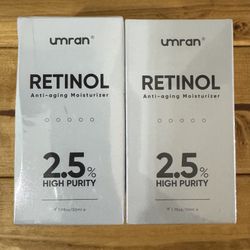 umran®
RETINOL
Anti-aging Moisturizer
2.5%
HIGH PURITY
umran®
RETINOL
Anti-aging Moisturizer
2.5%
HIGH PURITY